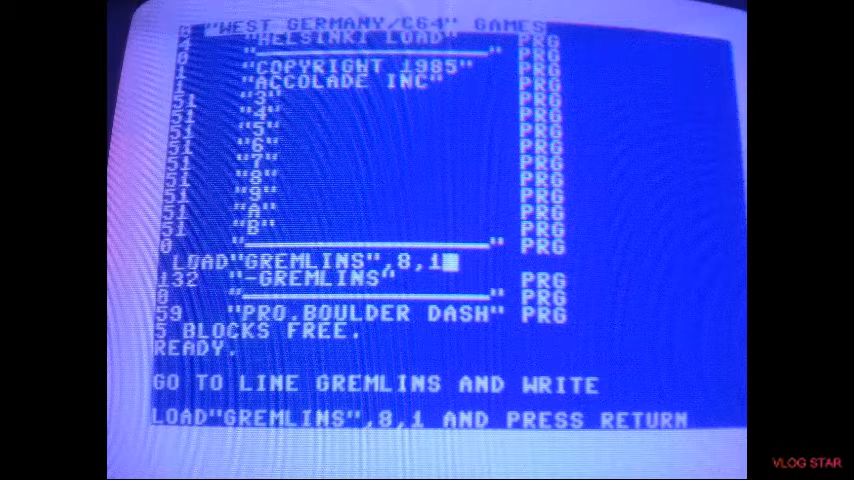 0 "WEST GERMANY/C64" GAMES
4 "HELSINKI LOAD" PRG
0 "________________" PRG
1 "COPYRIGHT 1985" PRG
1 "ACCOLADE INC" PRG
51 "3" PRG
51 "4" PRG
51 "5" PRG
51 "6" PRG
51 "7" PRG
51 "8" PRG
51 "9" PRG
51 "A" PRG
51 "B" PRG
0 "________________" PRG
LOAD"GREMLINS",8,1
132 "-GREMLINS" PRG
0 "________________" PRG
59 "PRO.BOULDER DASH" PRG
5 BLOCKS FREE.
READY.
GO TO LINE GREMLINS AND WRITE
LOAD"GREMLINS",8,1 AND PRESS RETURN
VLOG STAR